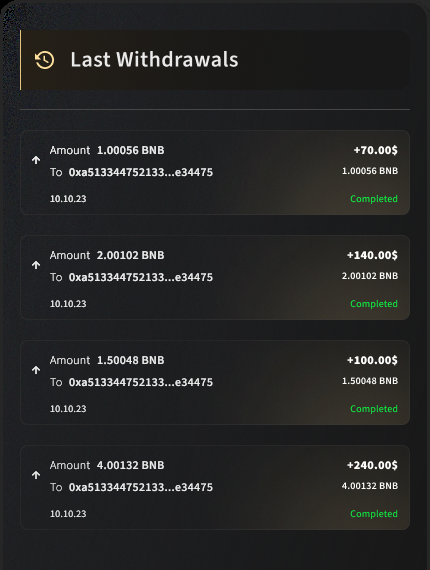 Last Withdrawals
Amount 1.00056 BNB +70.00$
To 0xa513344752133...e34475 1.00056 BNB
10.10.23 Completed
Amount 2.00102 BNB +140.00$
To 0xa513344752133...e34475 2.00102 BNB
10.10.23 Completed
Amount 1.50048 BNB +100.00$
To 0xa513344752133...e34475 1.50048 BNB
10.10.23 Completed
Amount 4.00132 BNB +240.00$
To 0xa513344752133...e34475 4.00132 BNB
10.10.23 Completed